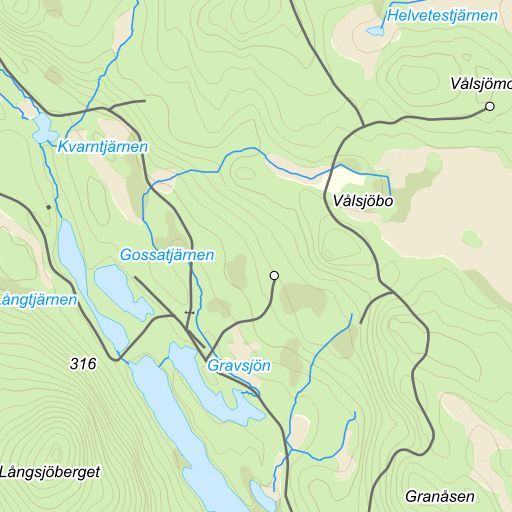 Helvetestjärnen
Vålsjömo
Kvarntjärnen
Vålsjöbo
Gossatjärnen
Långtjärnen
316
Gravsjön
Långsjöberget
Granåsen